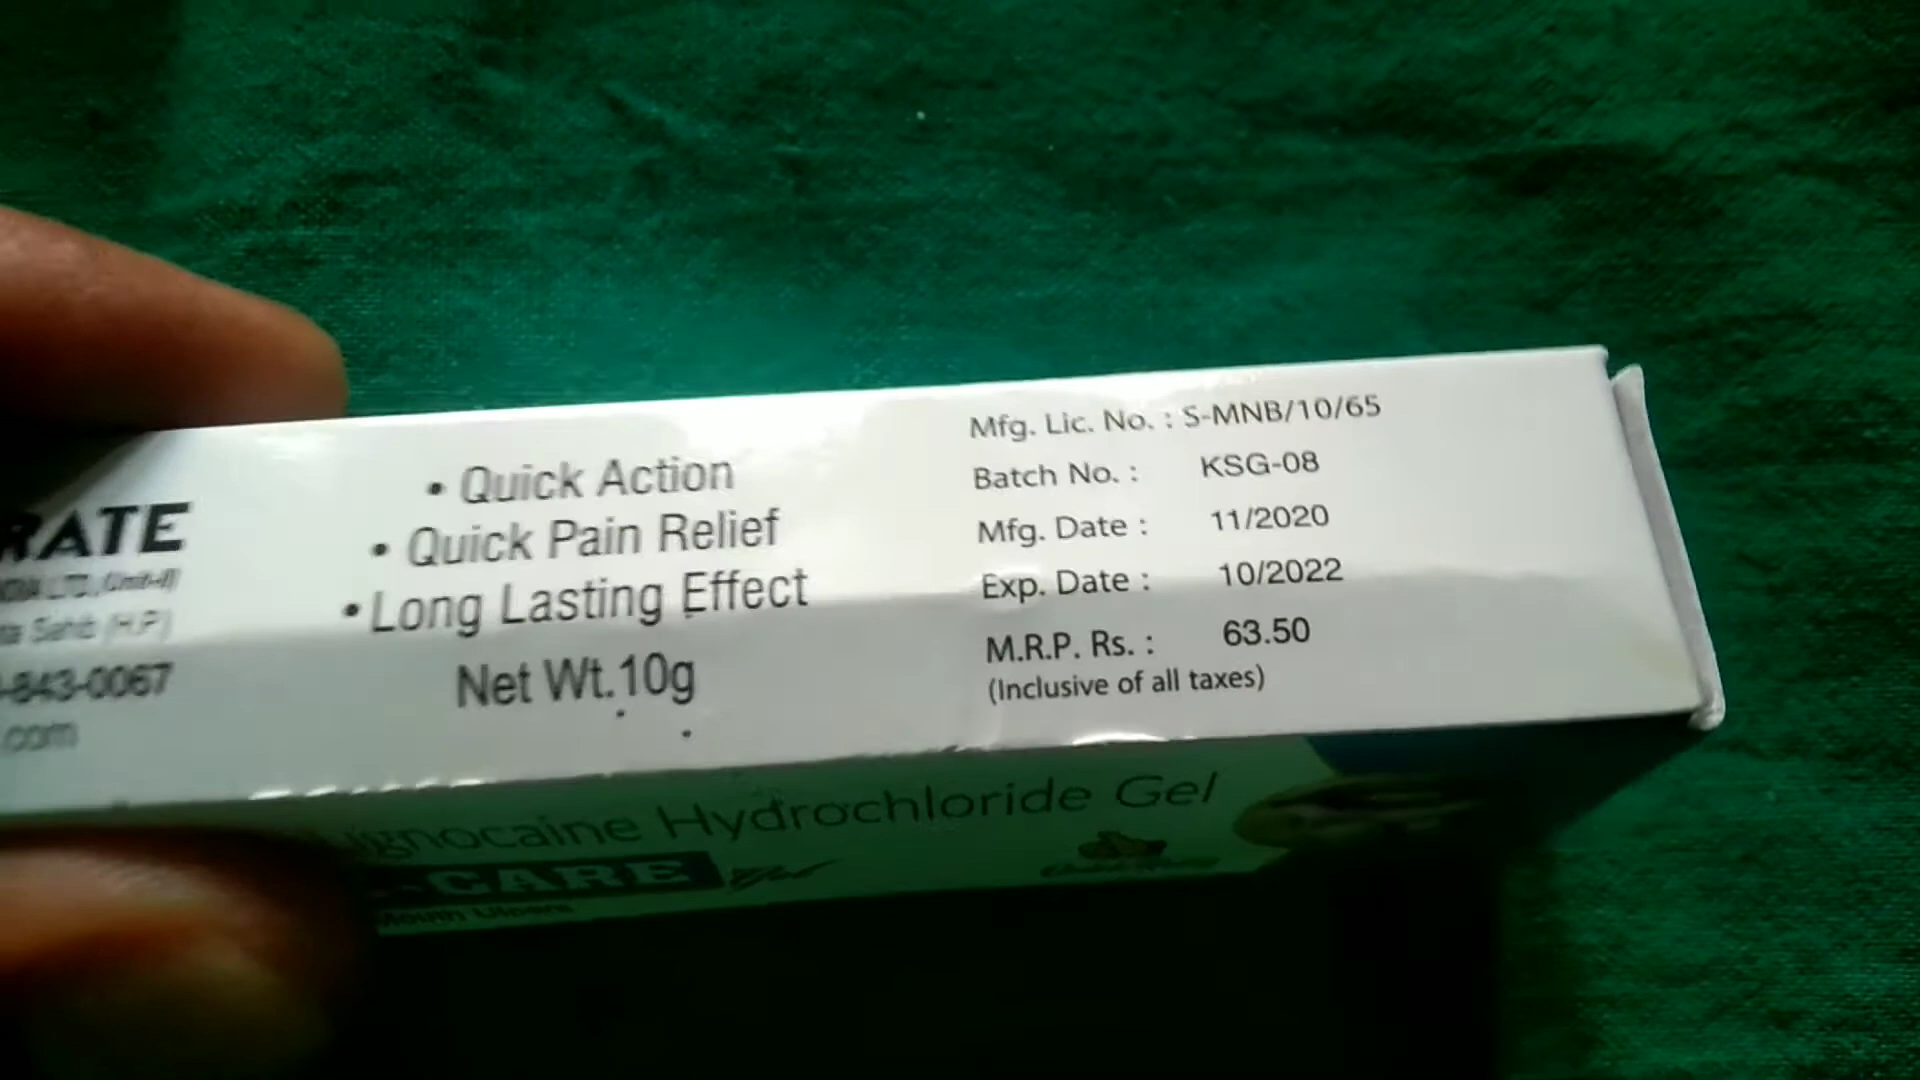 RATE
-843-0067
.com
• Quick Action
• Quick Pain Relief
• Long Lasting Effect
Net Wt.10g
Mfg. Lic. No. : S-MNB/10/65
Batch No. : KSG-08
Mfg. Date : 11/2020
Exp. Date : 10/2022
M.R.P. Rs. : 63.50
(Inclusive of all taxes)
Lignocaine Hydrochloride Gel
CARE
Mouth Ulcers